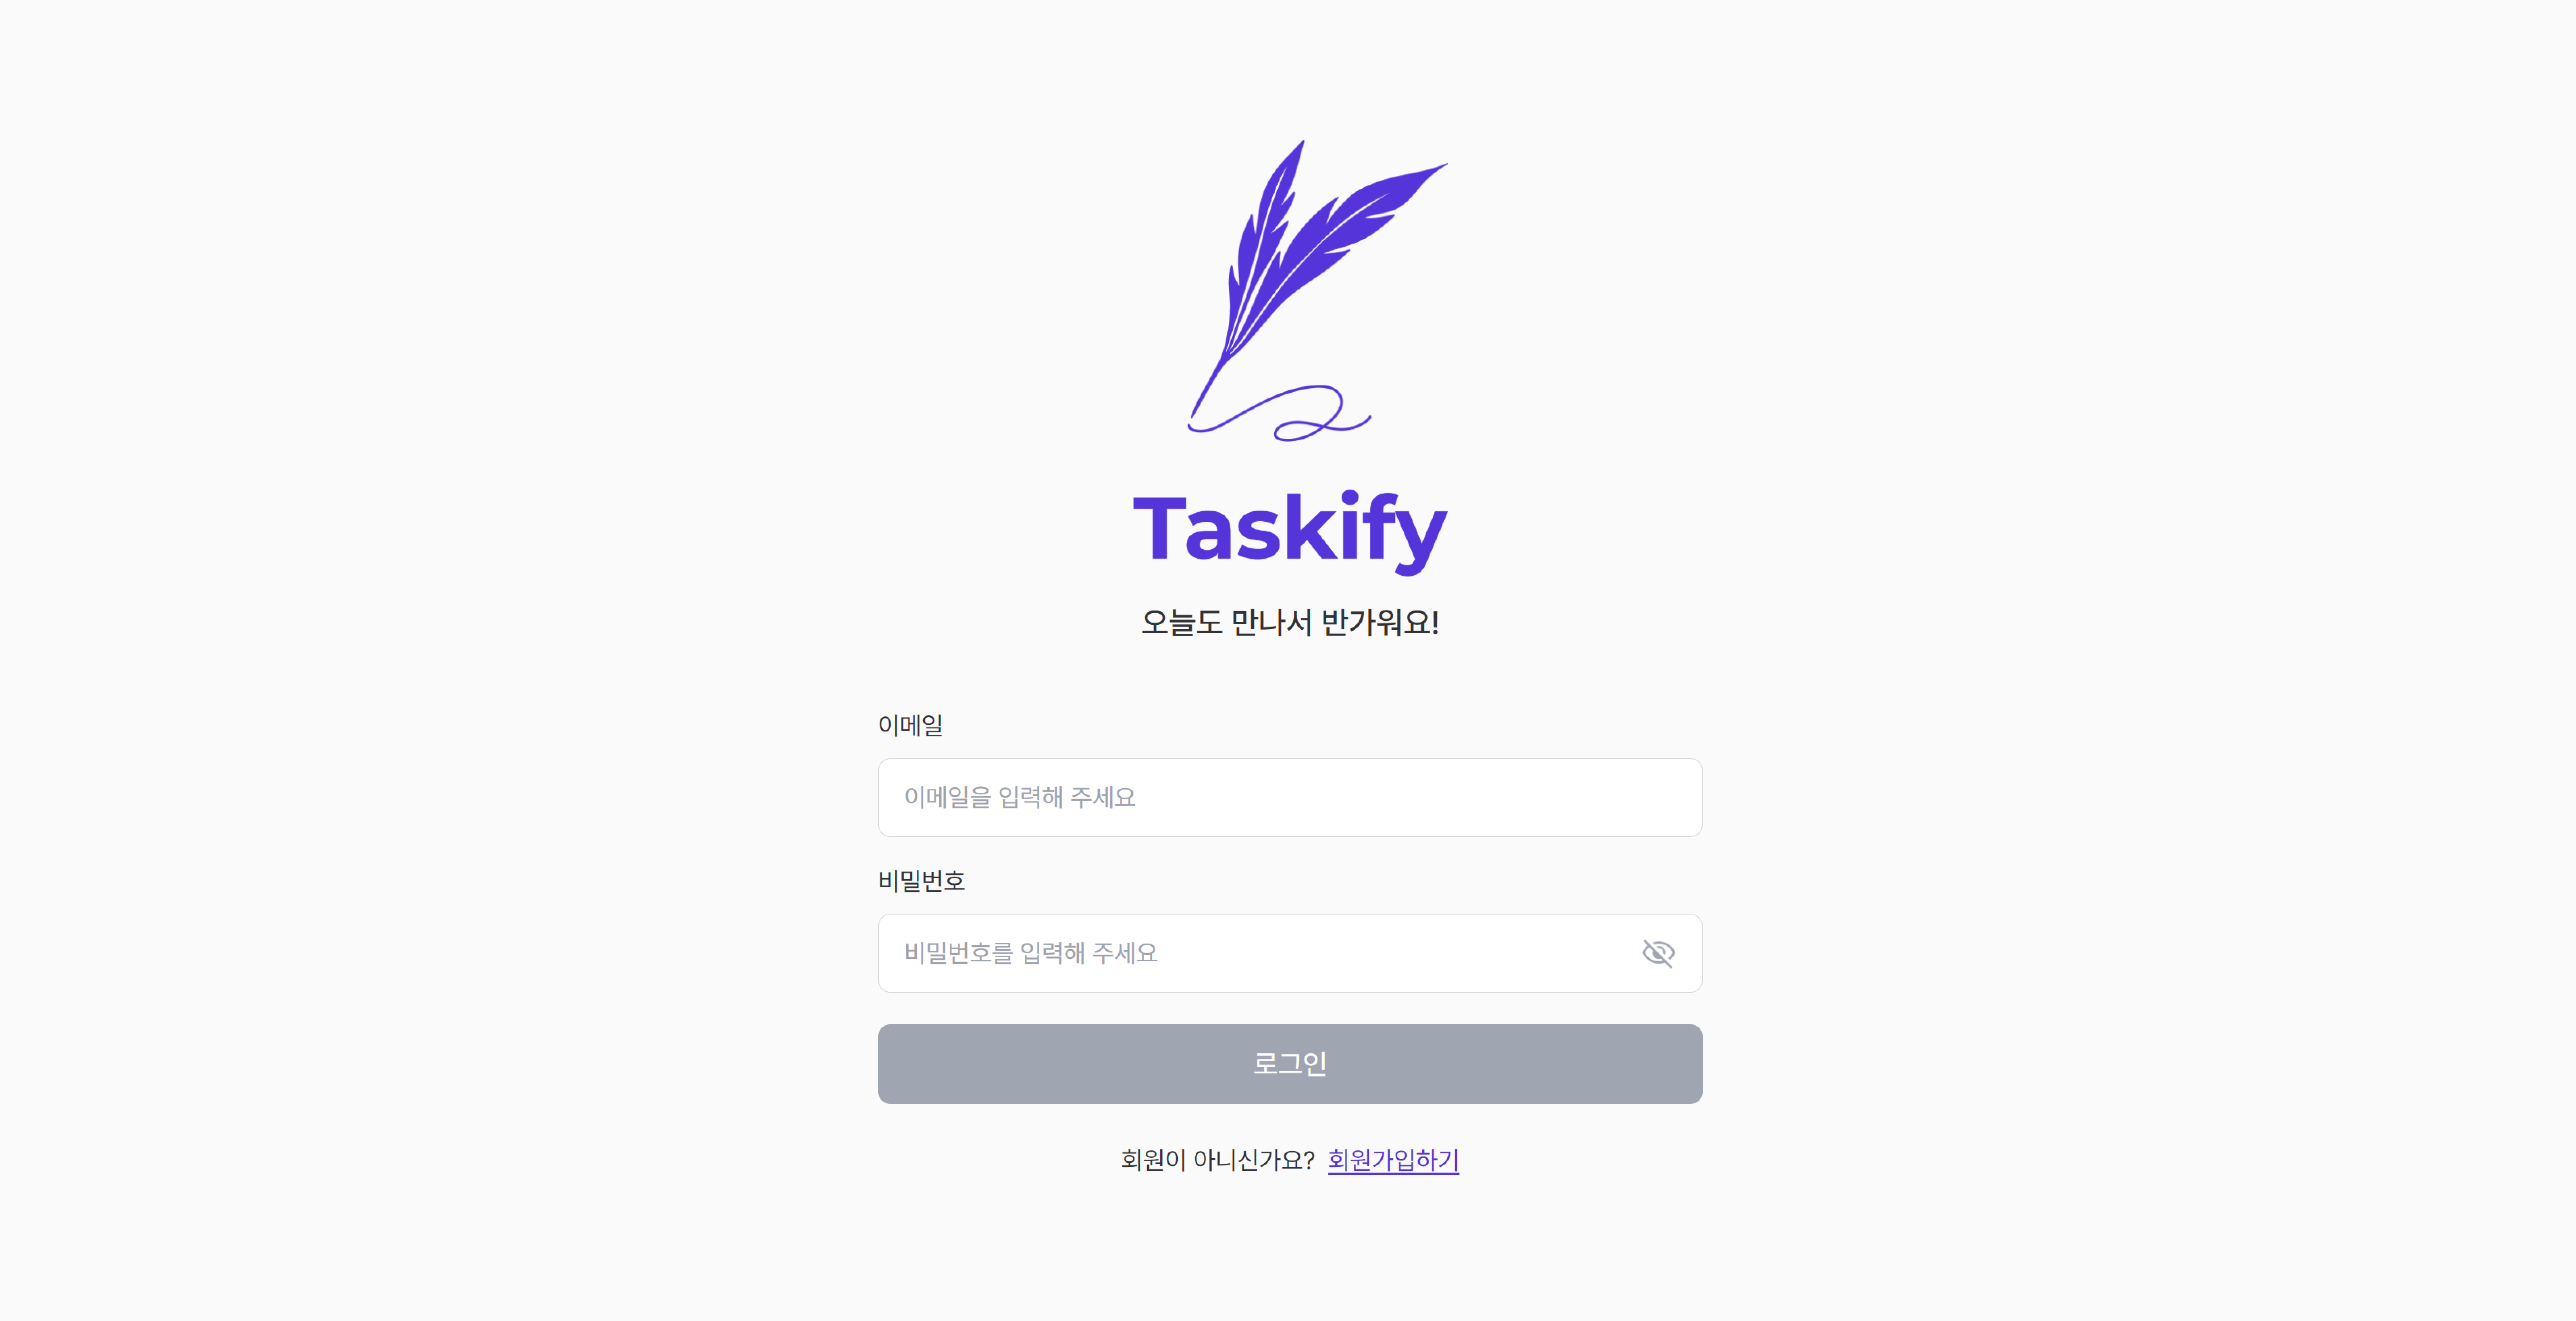 Taskify
오늘도 만나서 반가워요!
이메일
이메일을 입력해 주세요
비밀번호
비밀번호를 입력해 주세요
로그인
회원이 아니신가요? 회원가입하기